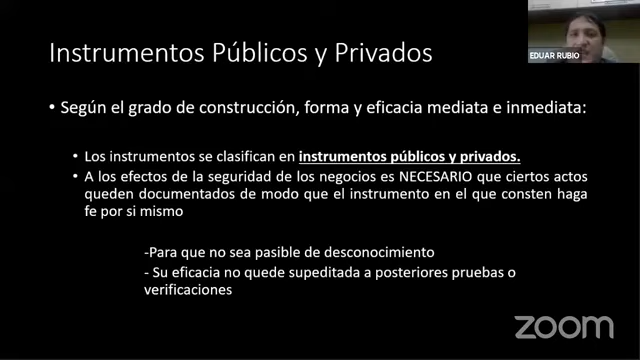 Instrumentos Públicos y Privados
EDUAR RUBIO
• Según el grado de construcción, forma y eficacia mediata e inmediata:
• Los instrumentos se clasifican en instrumentos públicos y privados.
• A los efectos de la seguridad de los negocios es NECESARIO que ciertos actos
queden documentados de modo que el instrumento en el que consten haga
fe por si mismo
-Para que no sea pasible de desconocimiento
- Su eficacia no quede supeditada a posteriores pruebas o
verificaciones
zoom